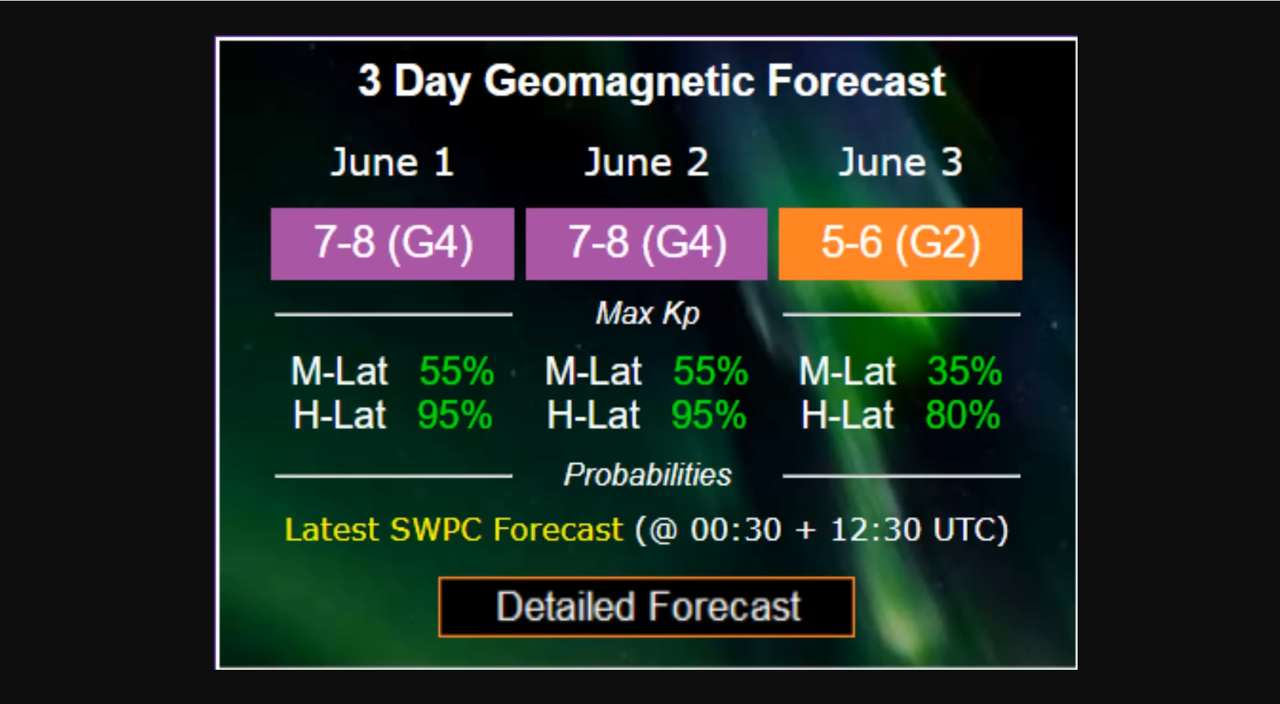 3 Day Geomagnetic Forecast
June 1 June 2 June 3
7-8 (G4) 7-8 (G4) 5-6 (G2)
Max Kp
M-Lat 55% M-Lat 55% M-Lat 35%
H-Lat 95% H-Lat 95% H-Lat 80%
Probabilities
Latest SWPC Forecast (@ 00:30 + 12:30 UTC)
Detailed Forecast